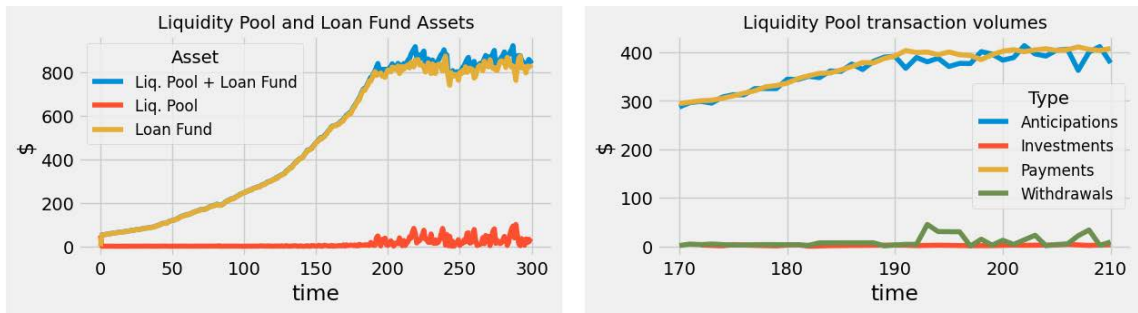 Liquidity Pool and Loan Fund Assets
Asset
Liq. Pool + Loan Fund
Liq. Pool
Loan Fund
$
800
600
400
200
0
0 50 100 150 200 250 300
time
Liquidity Pool transaction volumes
Type
Anticipations
Investments
Payments
Withdrawals
$
400
300
200
100
0
170 180 190 200 210
time